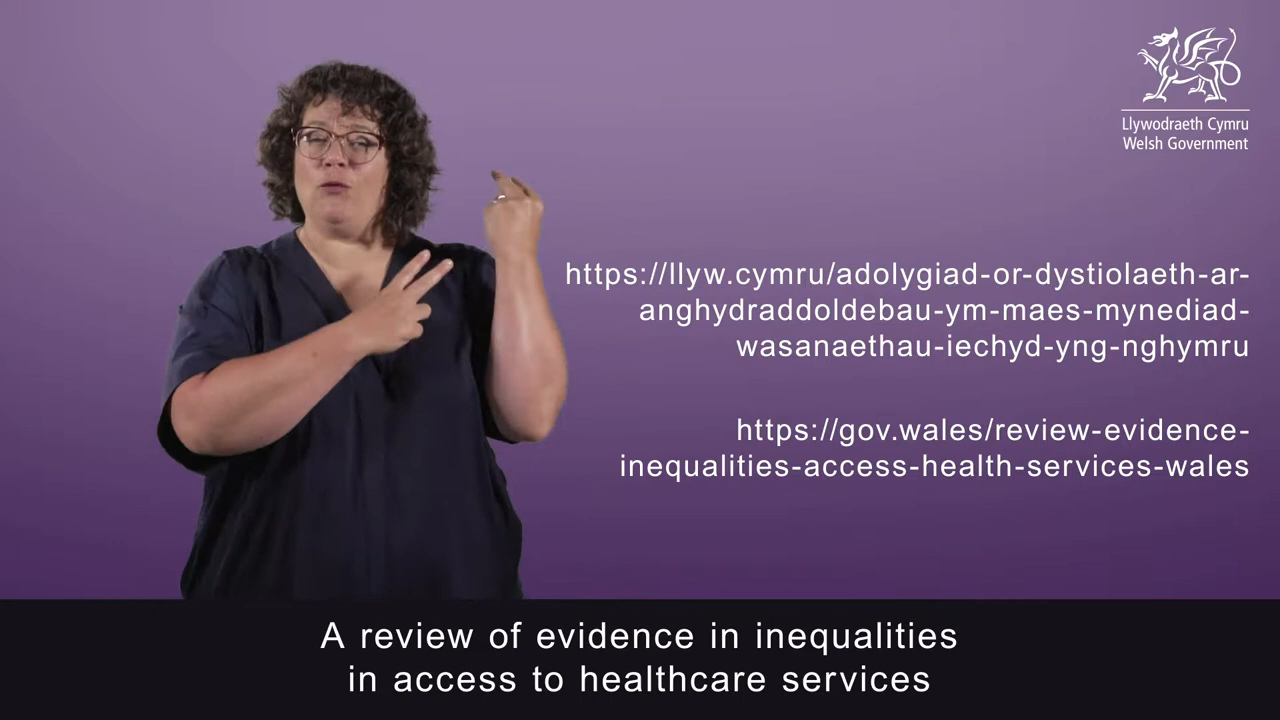 Llywodraeth Cymru
Welsh Government
https://llyw.cymru/adolygiad-or-dystiolaeth-ar-
anghydraddoldebau-ym-maes-mynediad-
wasanaethau-iechyd-yng-nghymru
https://gov.wales/review-evidence-
inequalities-access-health-services-wales
A review of evidence in inequalities
in access to healthcare services